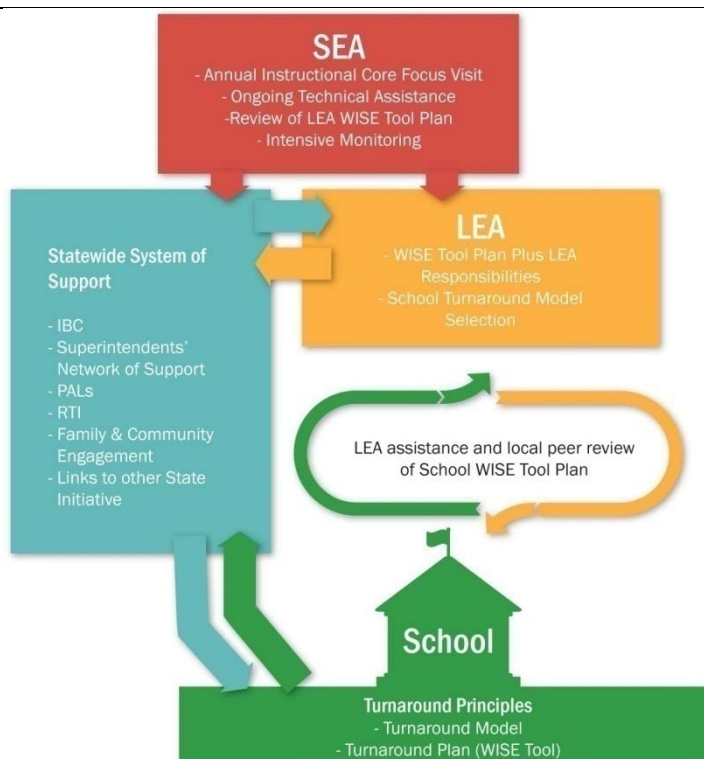 SEA
- Annual Instructional Core Focus Visit
- Ongoing Technical Assistance
-Review of LEA WISE Tool Plan
- Intensive Monitoring
Statewide System of
Support
- IBC
- Superintendents'
Network of Support
- PALs
- RTI
- Family & Community
Engagement
- Links to other State
Initiative
LEA
- WISE Tool Plan Plus LEA
Responsibilities
- School Turnaround Model
Selection
LEA assistance and local peer review
of School WISE Tool Plan
School
Turnaround Principles
- Turnaround Model
- Turnaround Plan (WISE Tool)